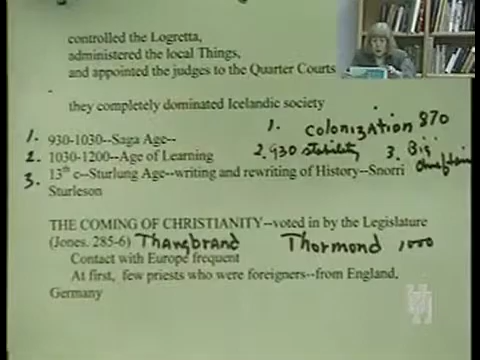 controlled the Logretta,
administered the local Things,
and appointed the judges to the Quarter Courts
they completely dominated Icelandic society
1. colonization 870
1. 930-1030--Saga Age--
2. 1030-1200--Age of Learning 2. 930 stability 3. Big chieftain
3. 13th c--Sturlung Age--writing and rewriting of History--Snorri
Sturleson
THE COMING OF CHRISTIANITY--voted in by the Legislature
(Jones. 285-6) Thangbrand Thormond 1000
Contact with Europe frequent
At first, few priests who were foreigners--from England,
Germany